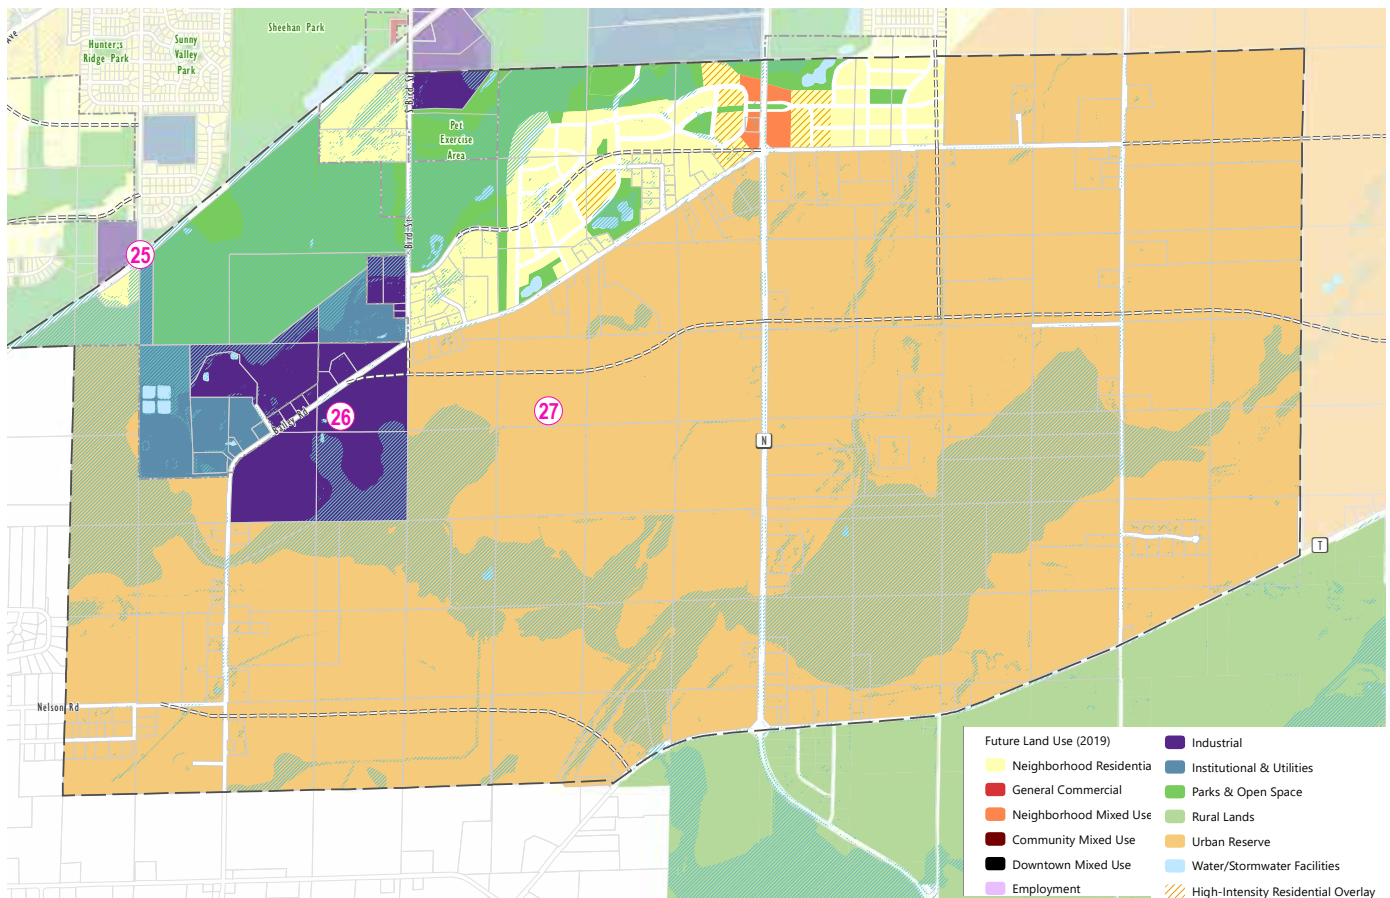 Ave
Sheehan Park
Hunter;s
Ridge Park
Sunny
Valley
Park
S Bird St
Pet
Exercise
Area
Bird St
25
26
27
Bailey Rd
N
T
Nelson Rd
Future Land Use (2019)
Neighborhood Residentia
General Commercial
Neighborhood Mixed Use
Community Mixed Use
Downtown Mixed Use
Employment
Industrial
Institutional & Utilities
Parks & Open Space
Rural Lands
Urban Reserve
Water/Stormwater Facilities
High-Intensity Residential Overlay